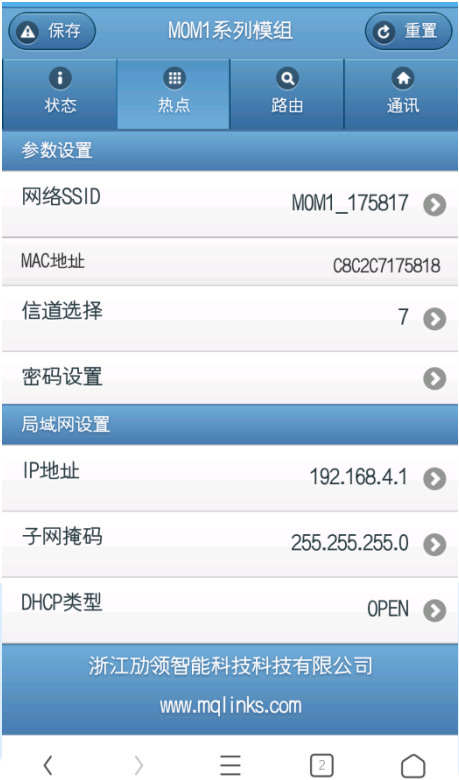 保存
M0M1系列模组
重置
状态
热点
路由
通讯
参数设置
网络SSID
M0M1_175817
MAC地址
C8C2C7175818
信道选择
7
密码设置
局域网设置
IP地址
192.168.4.1
子网掩码
255.255.255.0
DHCP类型
OPEN
浙江劢领智能科技科技有限公司
www.mqlinks.com
2